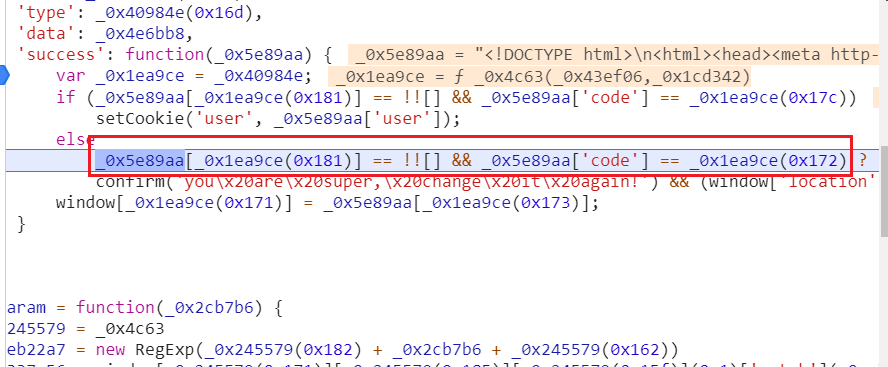 'type': _0x40984e(0x16d),
'data': _0x4e6bb8,
'success': function(_0x5e89aa) { _0x5e89aa = "<!DOCTYPE html>\n<html><head><meta http-
var _0x1ea9ce = _0x40984e; _0x1ea9ce = ƒ _0x4c63(_0x43ef06,_0x1cd342)
if (_0x5e89aa[_0x1ea9ce(0x181)] == !![] && _0x5e89aa['code'] == _0x1ea9ce(0x17c))
setCookie('user', _0x5e89aa['user']);
else
_0x5e89aa[_0x1ea9ce(0x181)] == !![] && _0x5e89aa['code'] == _0x1ea9ce(0x172) ?
confirm('you\x20are\x20super,\x20change\x20it\x20again!') && (window['location'
window[_0x1ea9ce(0x171)] = _0x5e89aa[_0x1ea9ce(0x173)];
}
aram = function(_0x2cb7b6) {
245579 = _0x4c63
eb22a7 = new RegExp(_0x245579(0x182) + _0x2cb7b6 + _0x245579(0x162))